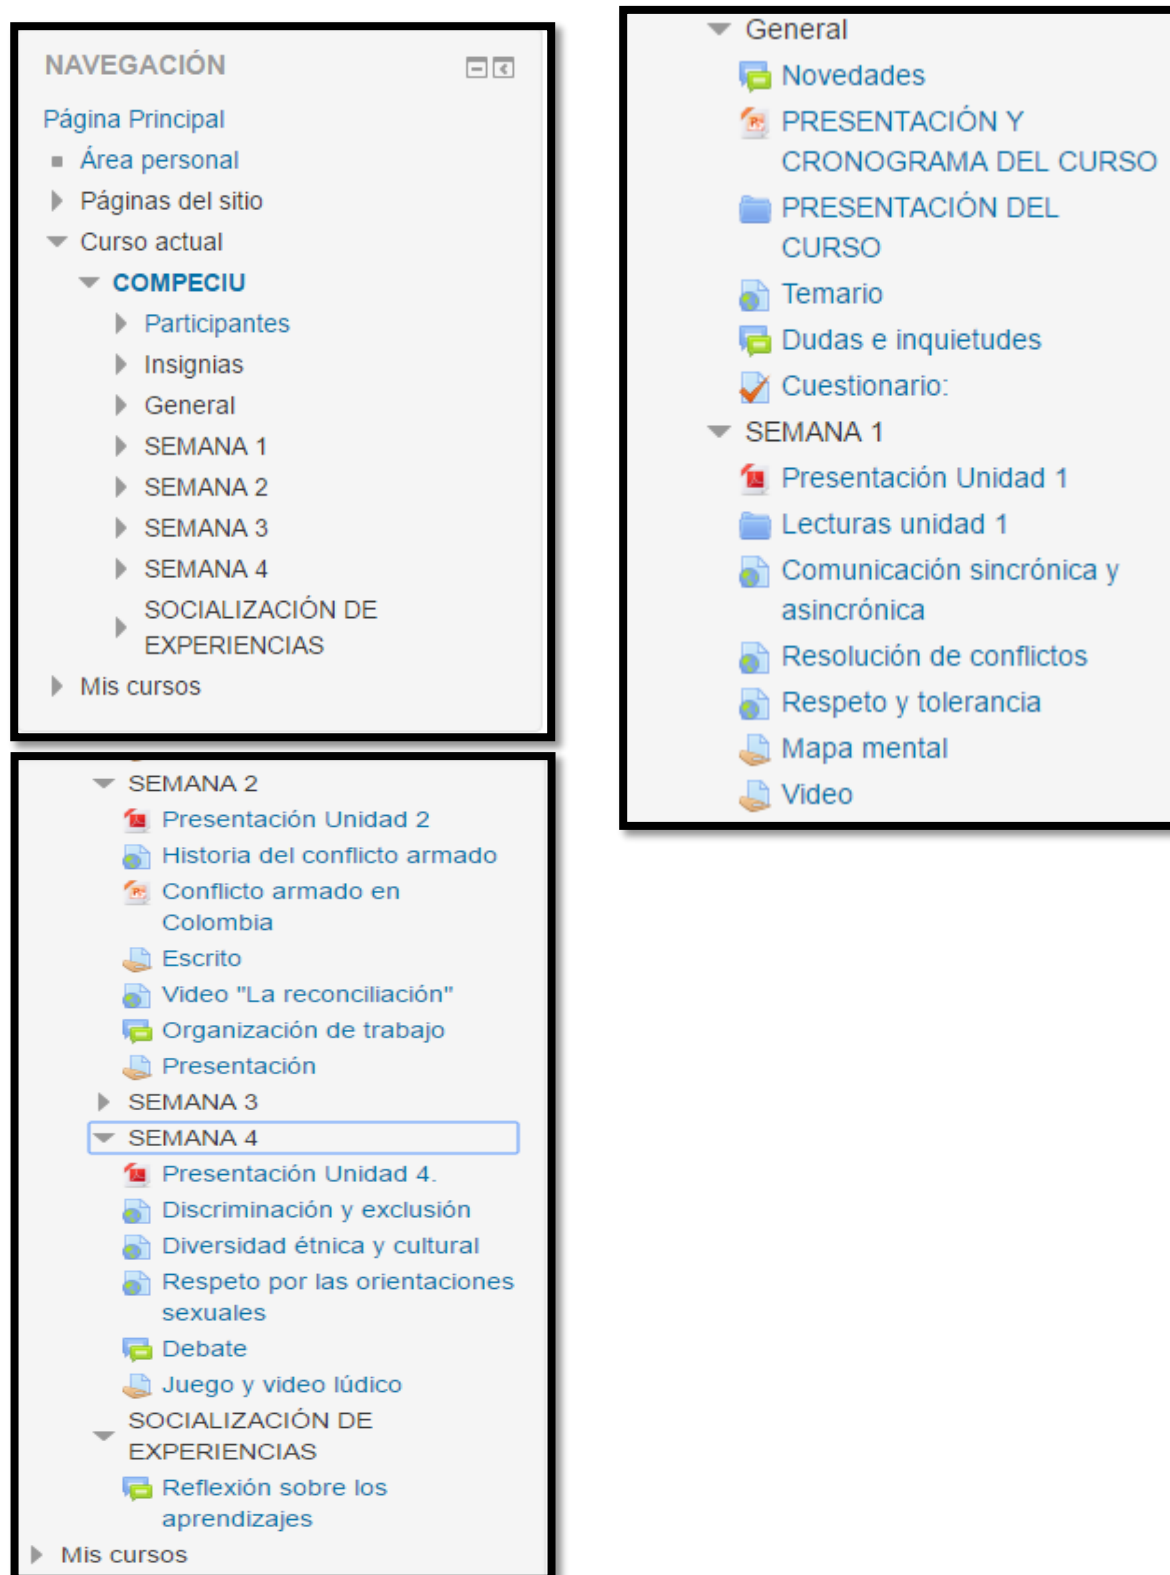 NAVEGACIÓN
Página Principal
Área personal
Páginas del sitio
Curso actual
COMPECIU
Participantes
Insignias
General
SEMANA 1
SEMANA 2
SEMANA 3
SEMANA 4
SOCIALIZACIÓN DE
EXPERIENCIAS
Mis cursos
General
Novedades
PRESENTACIÓN Y
CRONOGRAMA DEL CURSO
PRESENTACIÓN DEL
CURSO
Temario
Dudas e inquietudes
Cuestionario:
SEMANA 1
Presentación Unidad 1
Lecturas unidad 1
Comunicación sincrónica y
asincrónica
Resolución de conflictos
Respeto y tolerancia
Mapa mental
Video
SEMANA 2
Presentación Unidad 2
Historia del conflicto armado
Conflicto armado en
Colombia
Escrito
Video "La reconciliación"
Organización de trabajo
Presentación
SEMANA 3
SEMANA 4
Presentación Unidad 4.
Discriminación y exclusión
Diversidad étnica y cultural
Respeto por las orientaciones
sexuales
Debate
Juego y video lúdico
SOCIALIZACIÓN DE
EXPERIENCIAS
Reflexión sobre los
aprendizajes
Mis cursos